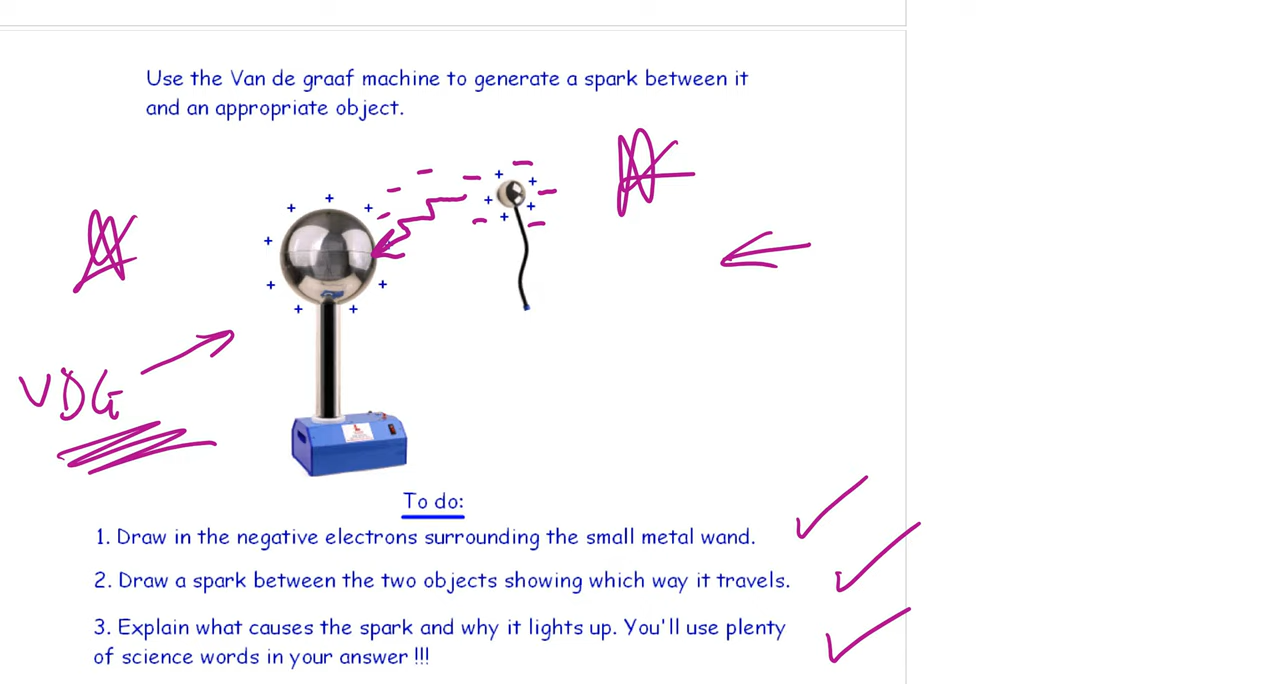 Use the Van de graaf machine to generate a spark between it
and an appropriate object.
VDG
To do:
1. Draw in the negative electrons surrounding the small metal wand.
2. Draw a spark between the two objects showing which way it travels.
3. Explain what causes the spark and why it lights up. You'll use plenty
of science words in your answer !!!